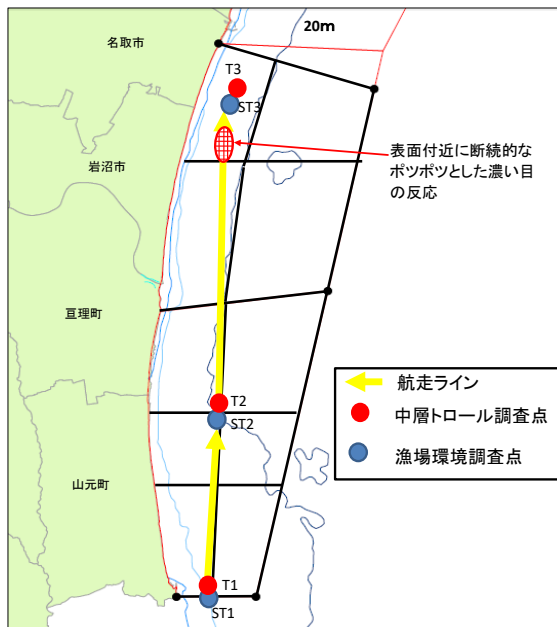 20m
名取市
T3
ST3
表面付近に断続的な
ポツポツとした濃い目
の反応
岩沼市
亘理町
航走ライン
T2
中層トロール調査点
ST2
漁場環境調査点
山元町
T1
ST1